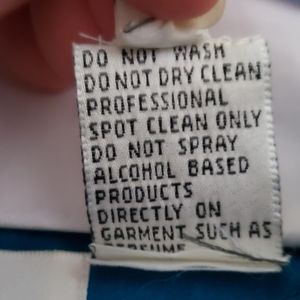 DO NOT WASH
DO NOT DRY CLEAN
PROFESSIONAL
SPOT CLEAN ONLY
DO NOT SPRAY
ALCOHOL BASED
PRODUCTS
DIRECTLY ON
GARMENT SUCH AS
PERFUME